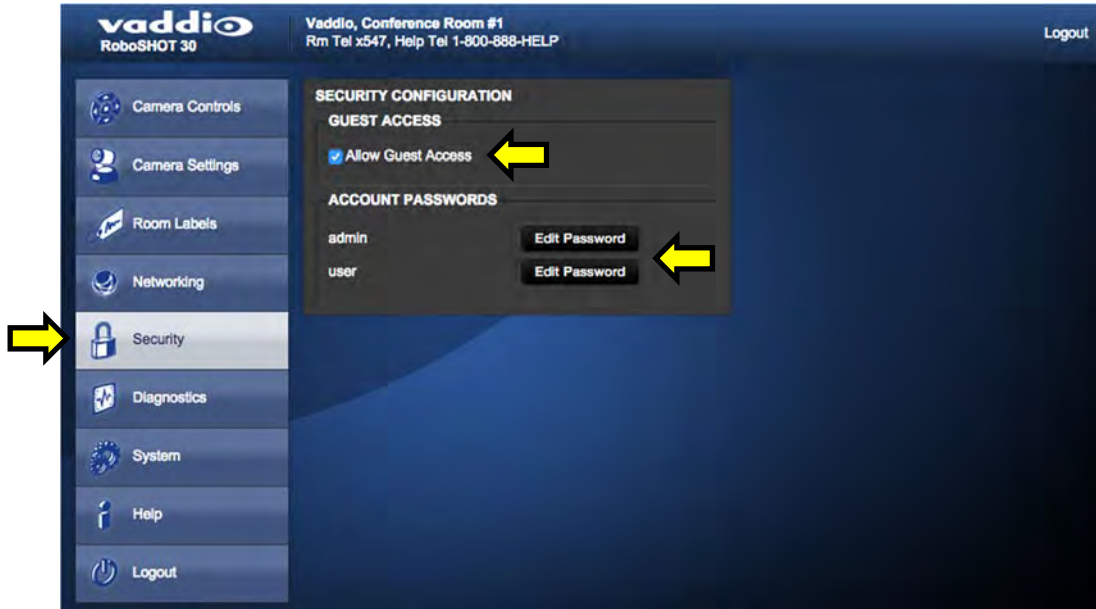 vaddio
RoboSHOT 30
Vaddio, Conference Room #1
Rm Tel x547, Help Tel 1-800-888-HELP
Logout
Camera Controls
Camera Settings
Room Labels
Networking
Security
Diagnostics
System
Help
Logout
SECURITY CONFIGURATION
GUEST ACCESS
Allow Guest Access
ACCOUNT PASSWORDS
admin Edit Password
user Edit Password